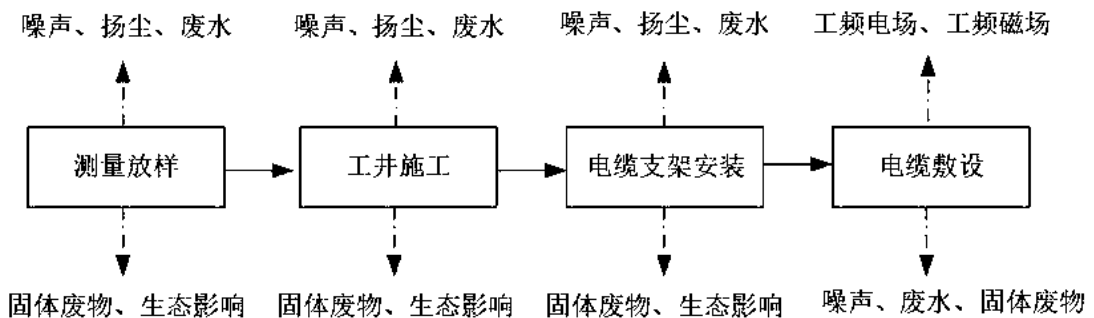 噪声、扬尘、废水
噪声、扬尘、废水
噪声、扬尘、废水
工频电场、工频磁场
测量放样
工井施工
电缆支架安装
电缆敷设
固体废物、生态影响
固体废物、生态影响
固体废物、生态影响
噪声、废水、固体废物